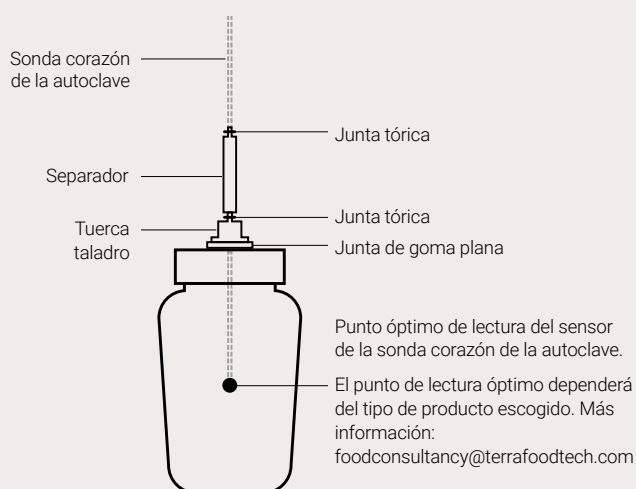 Sonda corazón
de la autoclave
Junta tórica
Separador
Junta tórica
Tuerca
taladro
Junta de goma plana
Punto óptimo de lectura del sensor
de la sonda corazón de la autoclave.
El punto de lectura óptimo dependerá
del tipo de producto escogido. Más
información:
foodconsultancy@terrafoodtech.com